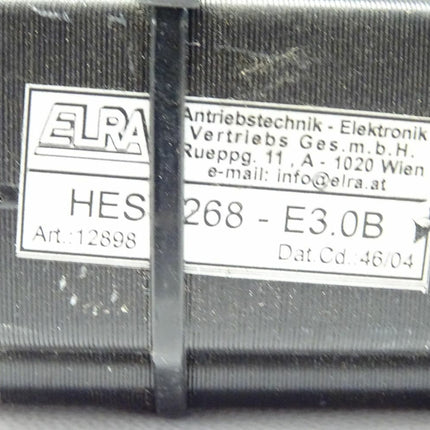 ELRA
Antriebstechnik - Elektronik
Vertriebs Ges.m.b.H.
Rueppg. 11 , A - 1020 Wien
e-mail: info@elra.at
268 - E3.0B
Art.:12898
Dat.Cd.:46/04